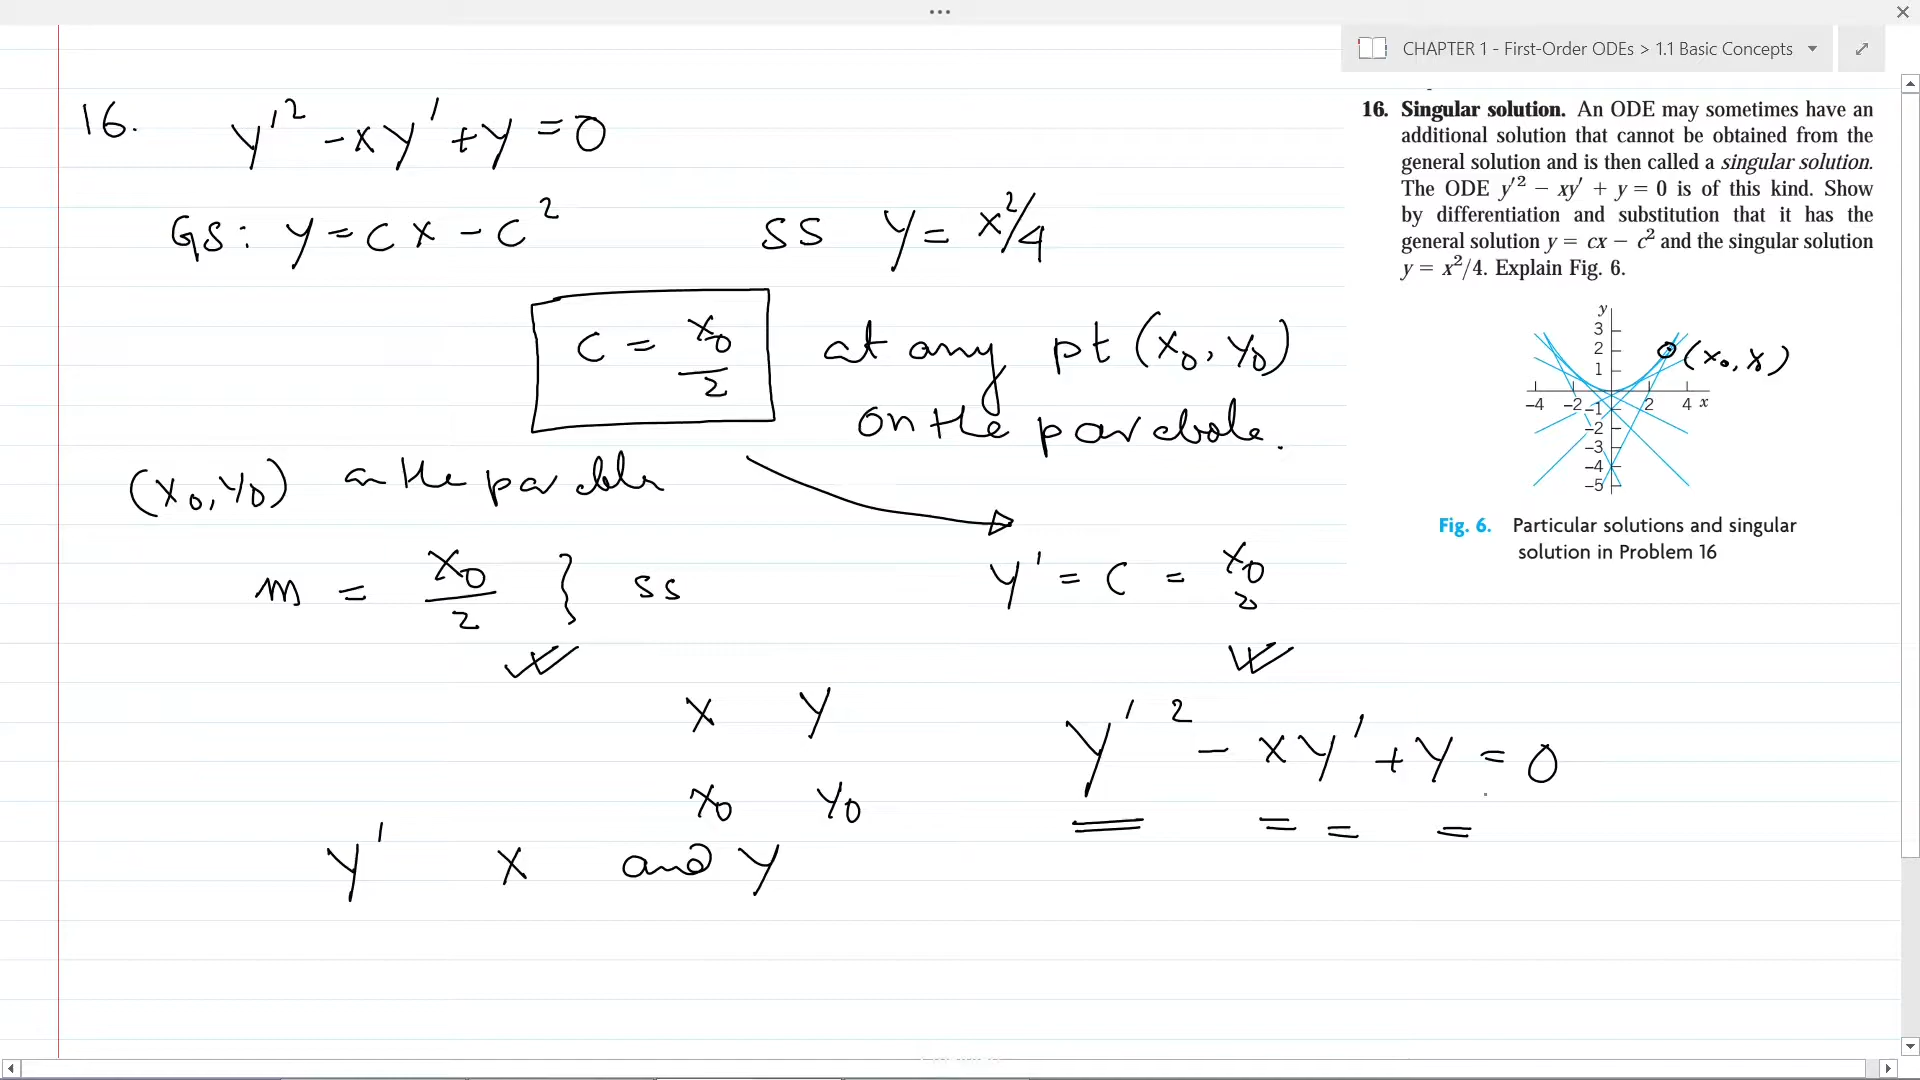 CHAPTER 1 - First-Order ODEs > 1.1 Basic Concepts
16. y'² - xy' + y = 0
GS: y = cx - c²
SS y = x²/4
c = x₀/2 at any pt (x₀, y₀)
on the parabola.
(x₀, y₀) on the parabola
m = x₀/2 } ss
y' = c = x₀/2
x y
y'² - xy' + y = 0
x₀ y₀
y' x and y
16. Singular solution. An ODE may sometimes have an
additional solution that cannot be obtained from the
general solution and is then called a singular solution.
The ODE y'² − xy' + y = 0 is of this kind. Show
by differentiation and substitution that it has the
general solution y = cx − c² and the singular solution
y = x²/4. Explain Fig. 6.
y
3
2
(x₀, y
1
−4 −2 −1 2 4 x
−2
−3
−4
−5
Fig. 6. Particular solutions and singular
solution in Problem 16